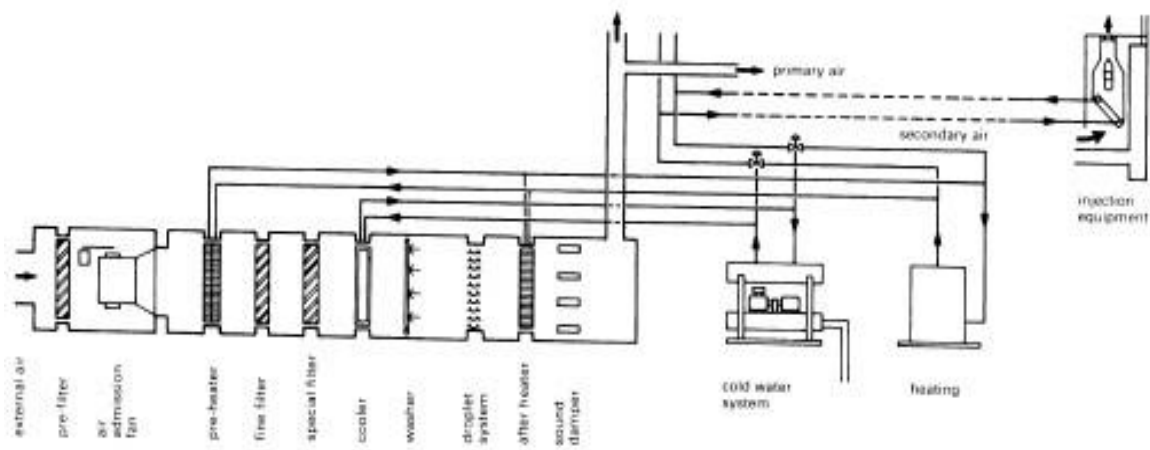 primary air
secondary air
injection
equipment
cold water
system
heating
external air
pre-filter
air
admission
fan
pre-heater
fine filter
special filter
cooler
washer
droplet
system
after heater
sound
damper